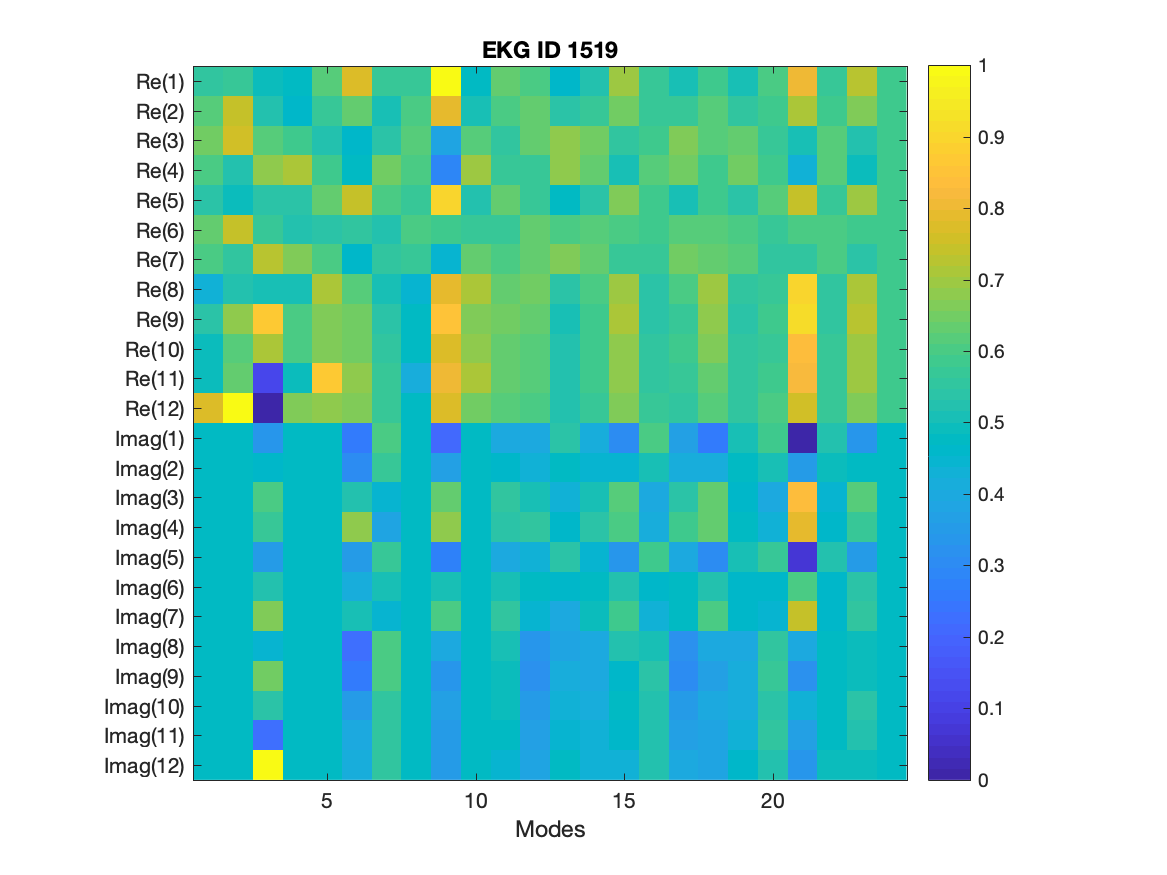 EKG ID 1519
Re(1)
Re(2)
Re(3)
Re(4)
Re(5)
Re(6)
Re(7)
Re(8)
Re(9)
Re(10)
Re(11)
Re(12)
Imag(1)
Imag(2)
Imag(3)
Imag(4)
Imag(5)
Imag(6)
Imag(7)
Imag(8)
Imag(9)
Imag(10)
Imag(11)
Imag(12)
5 10 15 20
Modes
1
0.9
0.8
0.7
0.6
0.5
0.4
0.3
0.2
0.1
0